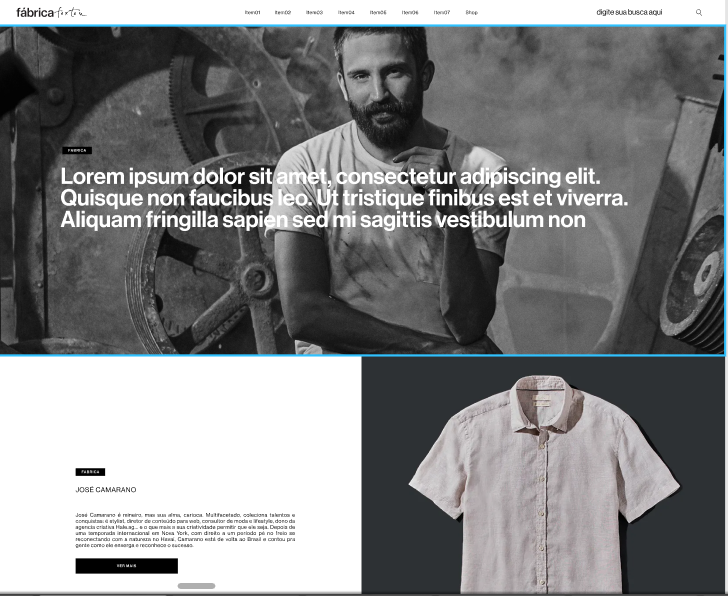 fábrica foxton
Item01 Item02 Item03 Item04 Item05 Item06 Item07 Shop
digite sua busca aqui
FABRICA
Lorem ipsum dolor sit amet, consectetur adipiscing elit.
Quisque non faucibus leo. Ut tristique finibus est et viverra.
Aliquam fringilla sapien sed mi sagittis vestibulum non
FABRICA
JOSÉ CAMARANO
José Camarano é mineiro, mas sua alma, carioca. Multifacetado, coleciona talentos e
conquistas: é stylist, diretor de conteúdo para web, consultor de moda e lifestyle, dono da
agencia criativa Hale.ag... e o que mais a sua criatividade permitir que ele seja. Depois de
uma temporada internacional em Nova York, com direito a um período pé no freio se
reconectando com a natureza no Havaí, Camarano está de volta ao Brasil e contou pra
gente como ele enxerga e reconhece o sucesso.
VER MAIS